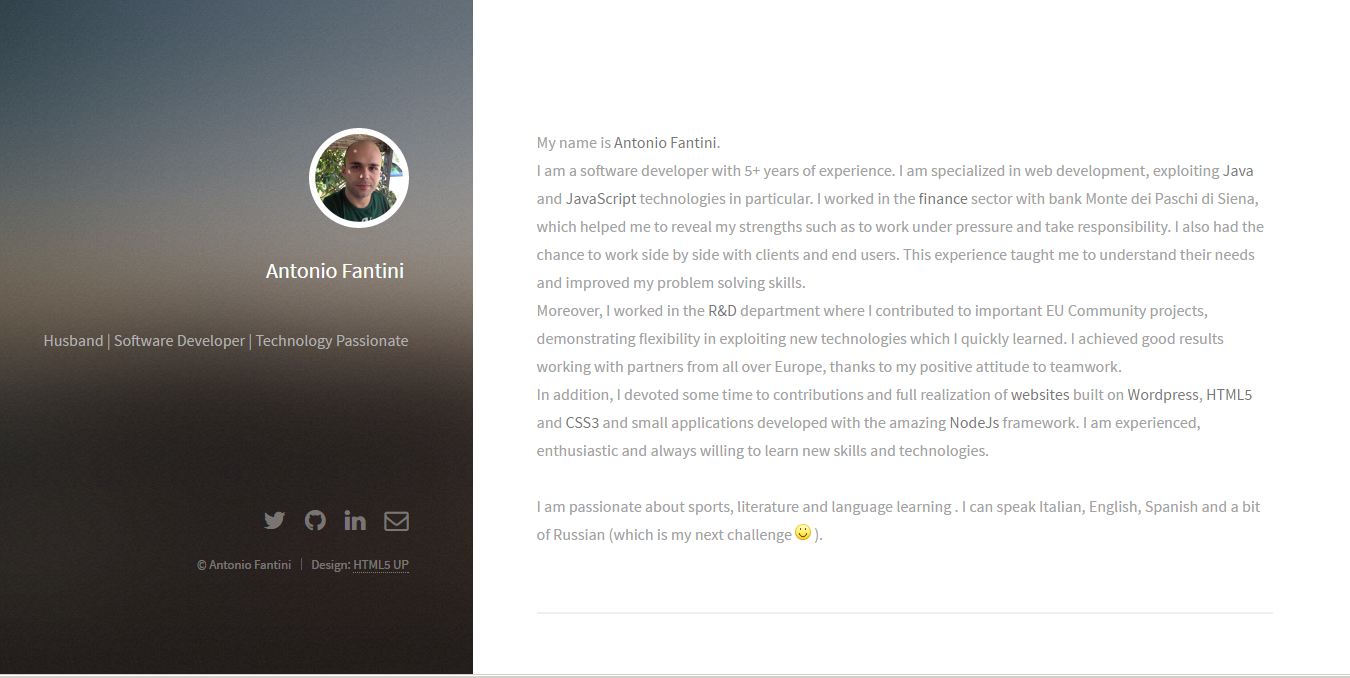 Antonio Fantini
Husband | Software Developer | Technology Passionate
© Antonio Fantini | Design: HTML5 UP
My name is Antonio Fantini.
I am a software developer with 5+ years of experience. I am specialized in web development, exploiting Java
and JavaScript technologies in particular. I worked in the finance sector with bank Monte dei Paschi di Siena,
which helped me to reveal my strengths such as to work under pressure and take responsibility. I also had the
chance to work side by side with clients and end users. This experience taught me to understand their needs
and improved my problem solving skills.
Moreover, I worked in the R&D department where I contributed to important EU Community projects,
demonstrating flexibility in exploiting new technologies which I quickly learned. I achieved good results
working with partners from all over Europe, thanks to my positive attitude to teamwork.
In addition, I devoted some time to contributions and full realization of websites built on Wordpress, HTML5
and CSS3 and small applications developed with the amazing NodeJs framework. I am experienced,
enthusiastic and always willing to learn new skills and technologies.
I am passionate about sports, literature and language learning . I can speak Italian, English, Spanish and a bit
of Russian (which is my next challenge 🙂 ).